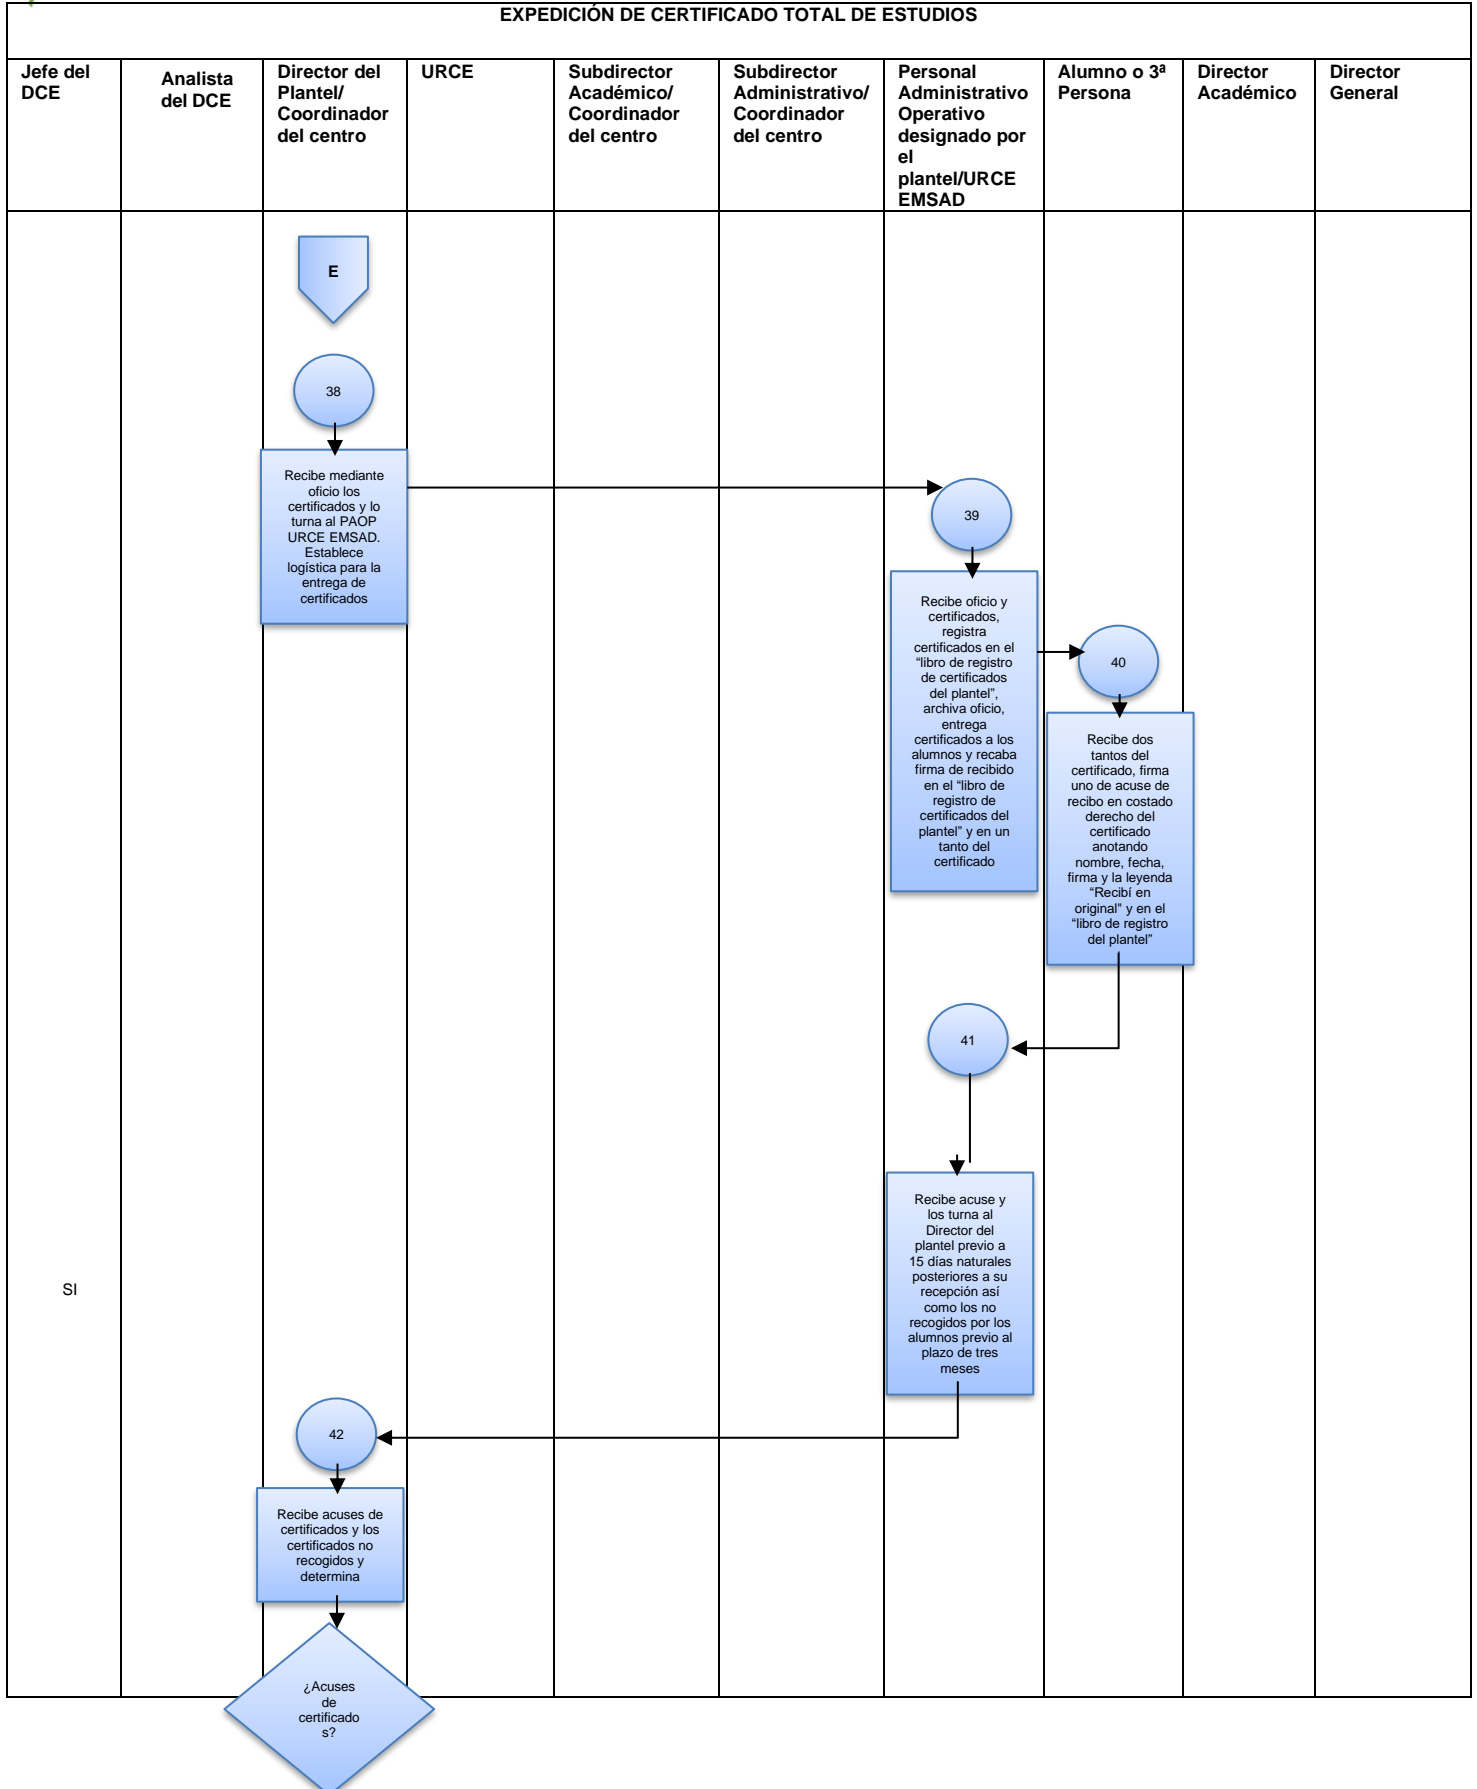 EXPEDICIÓN DE CERTIFICADO TOTAL DE ESTUDIOS
Jefe del
DCE
Analista
del DCE
Director del
Plantel/
Coordinador
del centro
URCE
Subdirector
Académico/
Coordinador
del centro
Subdirector
Administrativo/
Coordinador
del centro
Personal
Administrativo
Operativo
designado por
el
plantel/URCE
EMSAD
Alumno o 3ª
Persona
Director
Académico
Director
General
E
38
Recibe mediante
oficio los
certificados y lo
turna al PAOP
URCE EMSAD.
Establece
logística para la
entrega de
certificados
39
Recibe oficio y
certificados,
registra
certificados en el
“libro de registro
de certificados
del plantel”,
archiva oficio,
entrega
certificados a los
alumnos y recaba
firma de recibido
en el “libro de
registro de
certificados del
plantel” y en un
tanto del
certificado
40
Recibe dos
tantos del
certificado, firma
uno de acuse de
recibo en costado
derecho del
certificado
anotando
nombre, fecha,
firma y la leyenda
“Recibí en
original” y en el
“libro de registro
del plantel”
41
Recibe acuse y
los turna al
Director del
plantel previo a
15 días naturales
posteriores a su
recepción así
como los no
recogidos por los
alumnos previo al
plazo de tres
meses
SI
42
Recibe acuses de
certificados y los
certificados no
recogidos y
determina
¿Acuses
de
certificado
s?